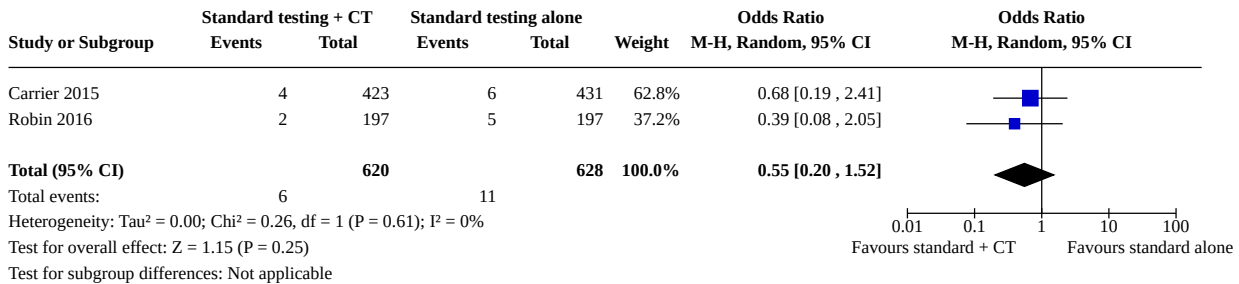 Standard testing + CT Standard testing alone Odds Ratio Odds Ratio
Study or Subgroup Events Total Events Total Weight M-H, Random, 95% CI M-H, Random, 95% CI
Carrier 2015 4 423 6 431 62.8% 0.68 [0.19 , 2.41]
Robin 2016 2 197 5 197 37.2% 0.39 [0.08 , 2.05]
Total (95% CI) 620 628 100.0% 0.55 [0.20 , 1.52]
Total events: 6 11
Heterogeneity: Tau² = 0.00; Chi² = 0.26, df = 1 (P = 0.61); I² = 0%
0.01 0.1 1 10 100
Test for overall effect: Z = 1.15 (P = 0.25) Favours standard + CT Favours standard alone
Test for subgroup differences: Not applicable